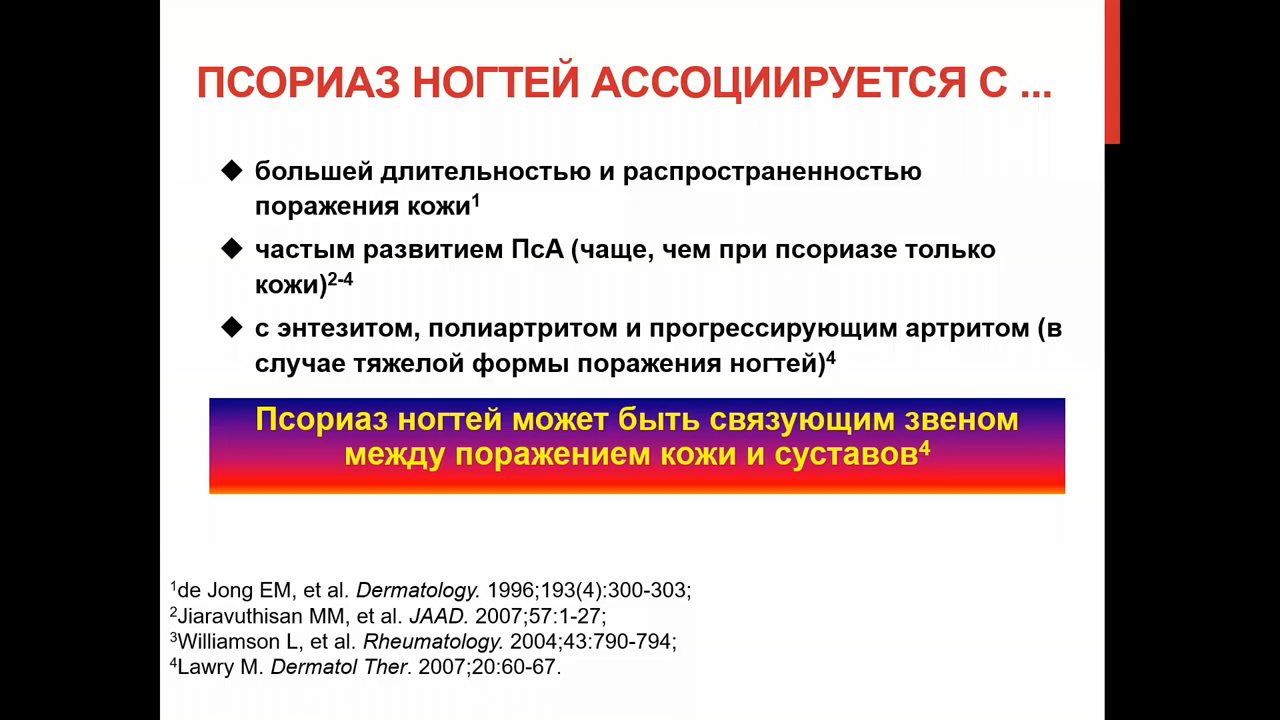 ПСОРИАЗ НОГТЕЙ АССОЦИИРУЕТСЯ С ...
◆ большей длительностью и распространенностью
поражения кожи¹
◆ частым развитием ПсА (чаще, чем при псориазе только
кожи)²⁻⁴
◆ с энтезитом, полиартритом и прогрессирующим артритом (в
случае тяжелой формы поражения ногтей)⁴
Псориаз ногтей может быть связующим звеном
между поражением кожи и суставов⁴
¹de Jong EM, et al. Dermatology. 1996;193(4):300-303;
²Jiaravuthisan MM, et al. JAAD. 2007;57:1-27;
³Williamson L, et al. Rheumatology. 2004;43:790-794;
⁴Lawry M. Dermatol Ther. 2007;20:60-67.